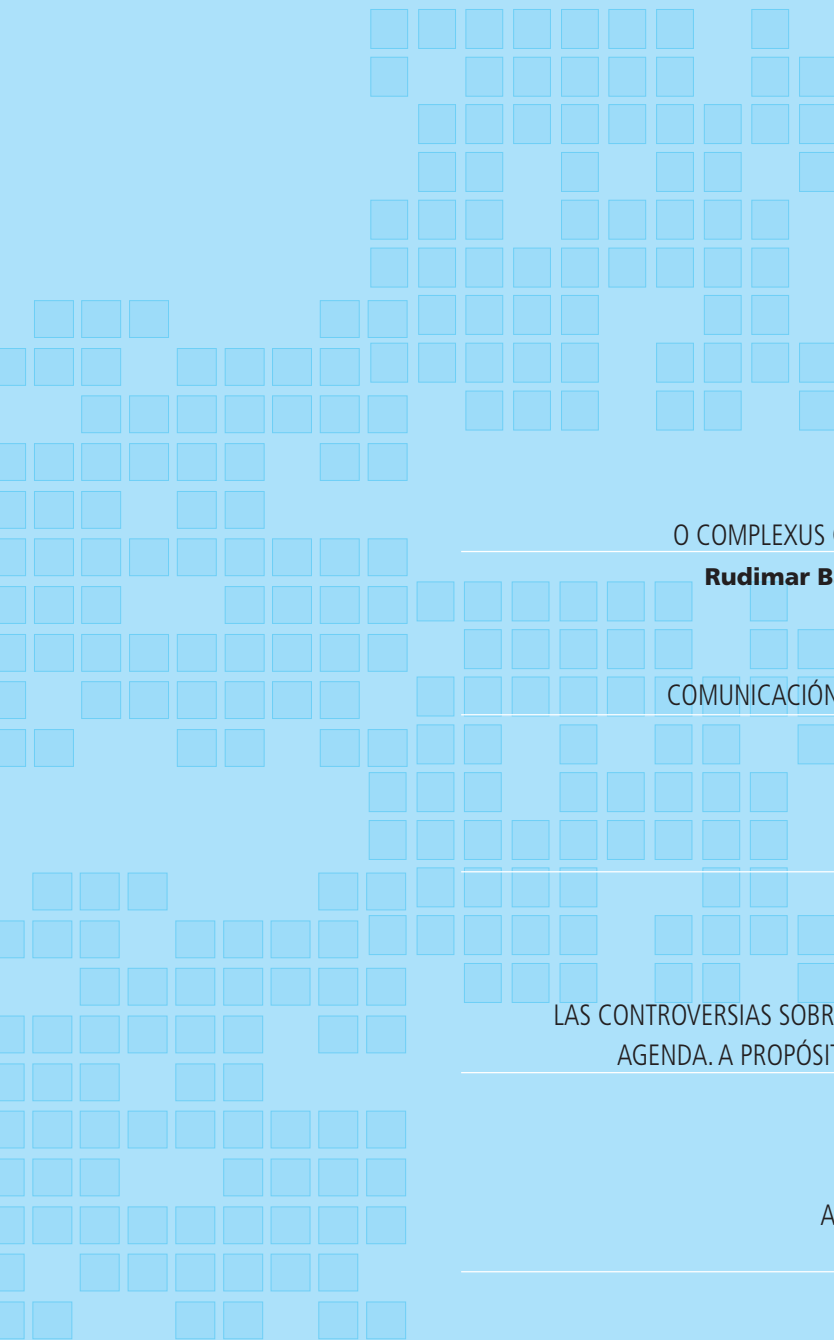 O COMPLEXUS
Rudimar B
COMUNICACIÓN
LAS CONTROVERSIAS SOBR
AGENDA. A PROPÓSIT
A